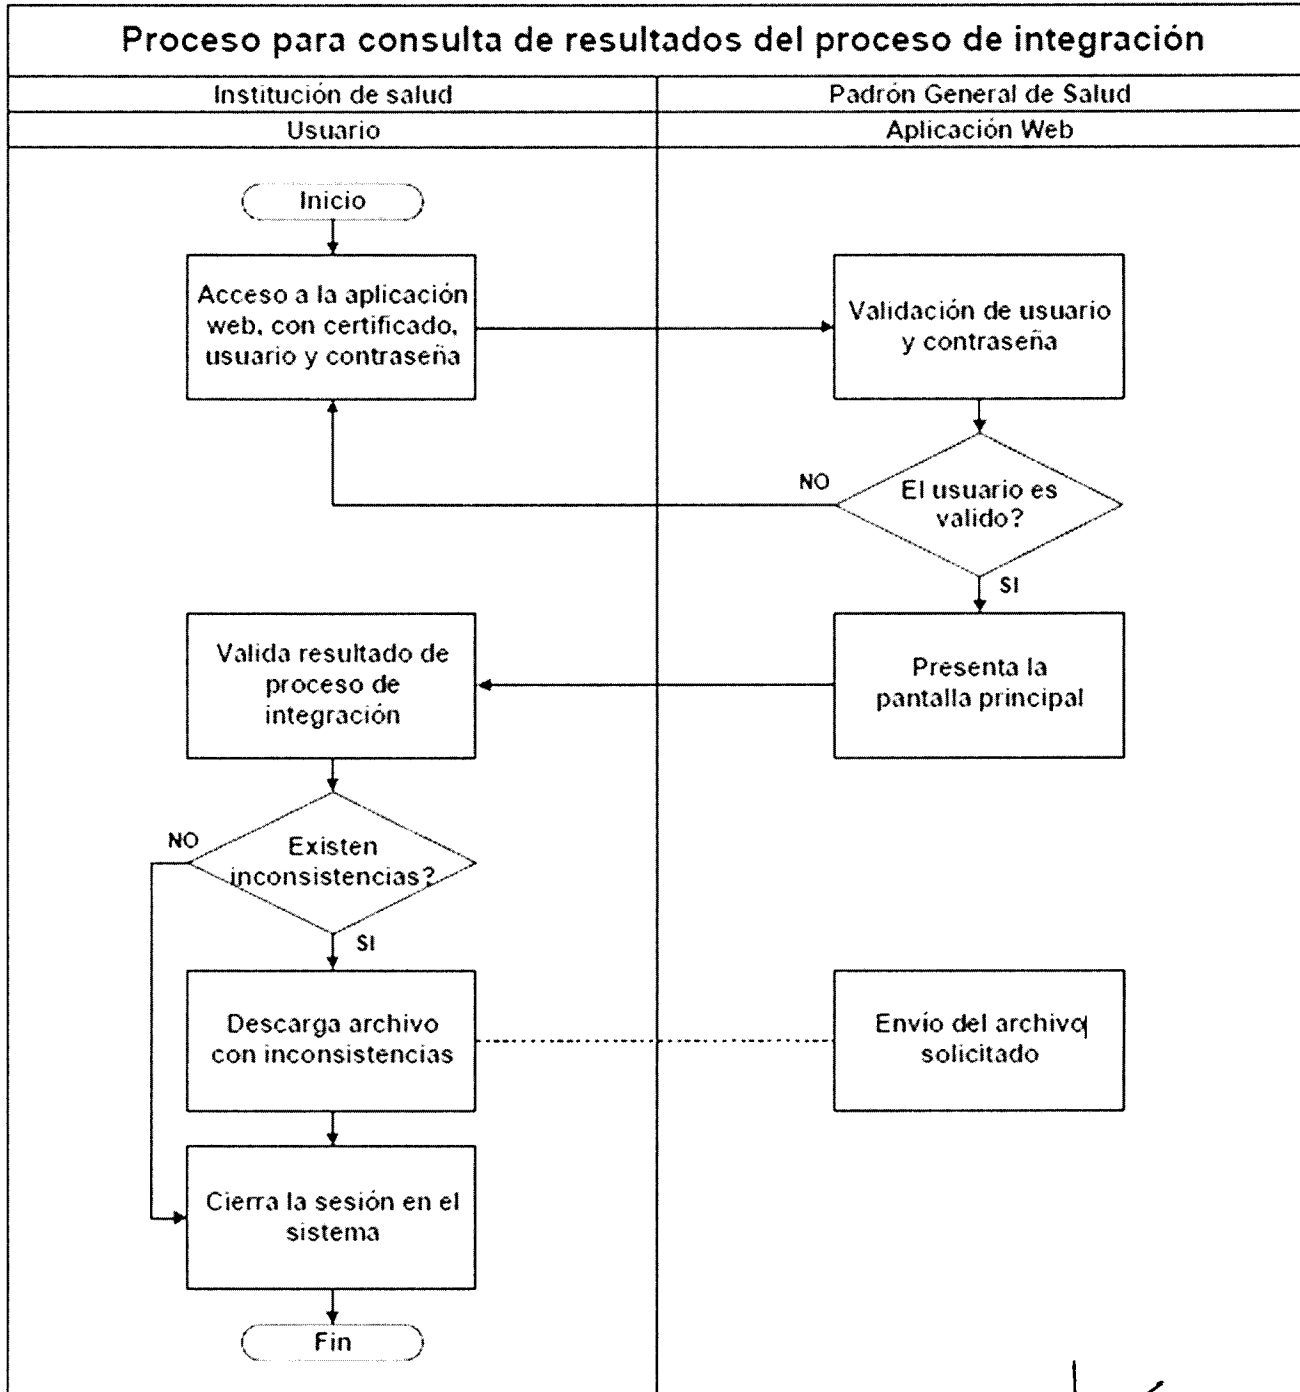 Proceso para consulta de resultados del proceso de integración
Institución de salud
Padrón General de Salud
Usuario
Aplicación Web
Inicio
Acceso a la aplicación
web, con certificado,
usuario y contraseña
Validación de usuario
y contraseña
NO
El usuario es
valido?
SI
Presenta la
pantalla principal
Valida resultado de
proceso de
integración
NO
Existen
inconsistencias?
SI
Descarga archivo
con inconsistencias
Envío del archivo
solicitado
Cierra la sesión en el
sistema
Fin